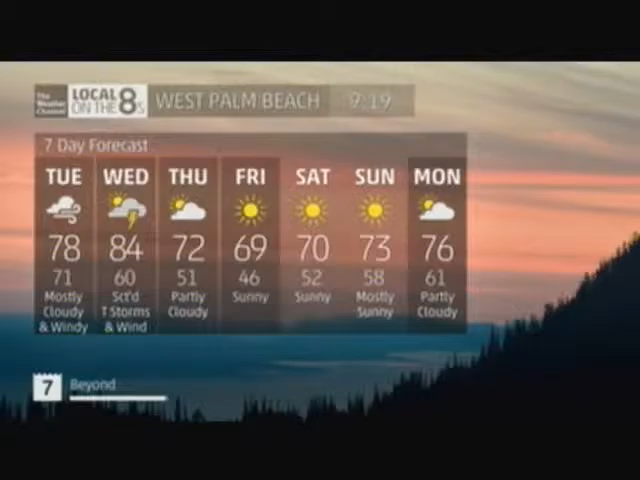 The Weather Channel
LOCAL ON THE 8s
WEST PALM BEACH 9:19
7 Day Forecast
TUE WED THU FRI SAT SUN MON
78 84 72 69 70 73 76
71 60 51 46 52 58 61
Mostly Cloudy & Windy
Sct'd T Storms & Wind
Partly Cloudy
Sunny
Sunny
Mostly Sunny
Partly Cloudy
7 Beyond